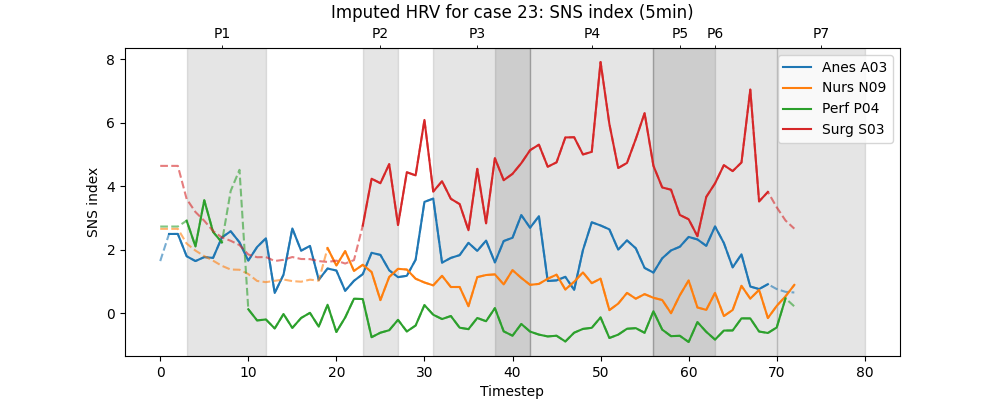 Imputed HRV for case 23: SNS index (5min)
P1 P2 P3 P4 P5 P6 P7
SNS index
8
6
4
2
0
Anes A03
Nurs N09
Perf P04
Surg S03
0 10 20 30 40 50 60 70 80
Timestep